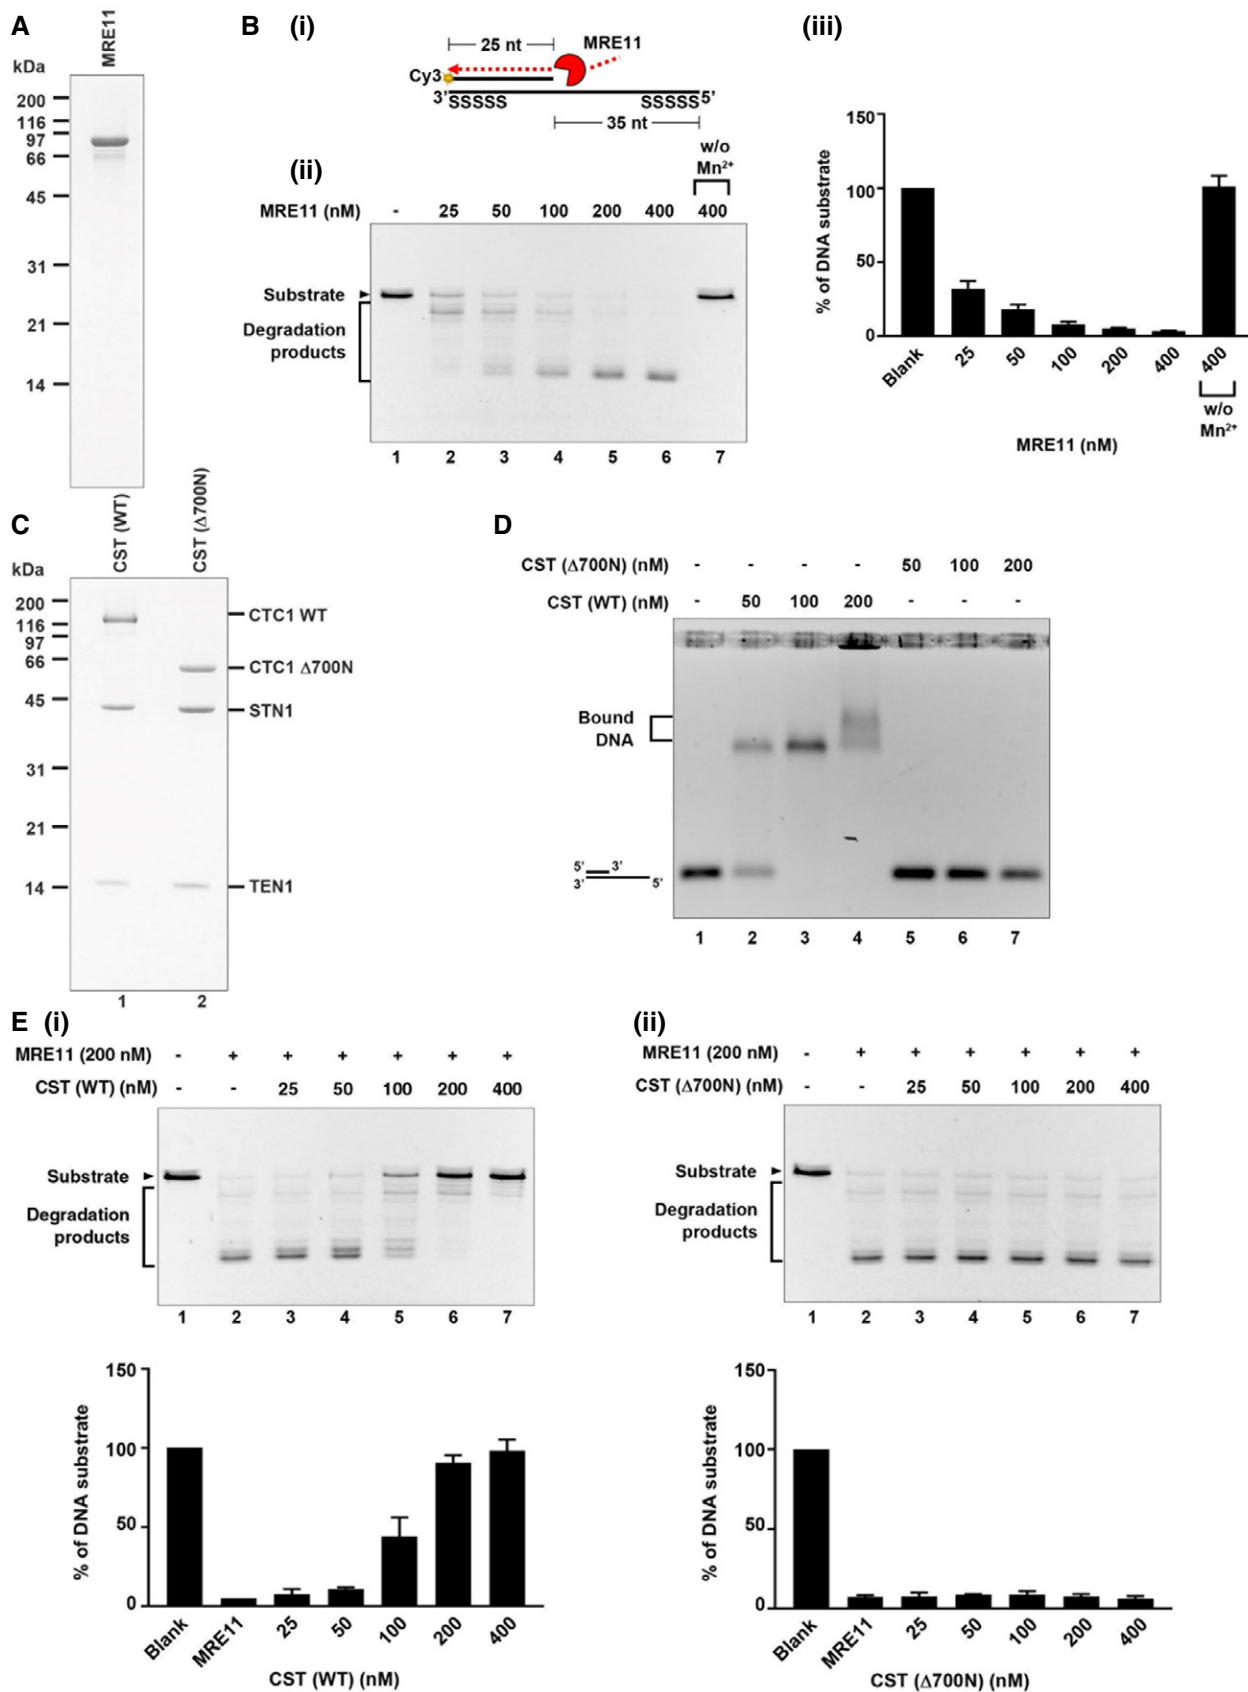 A
MRE11
kDa
200
116
97
66
45
31
21
14
B (i)
25 nt
MRE11
Cy3
3' SSSSS SSSSS 5'
35 nt
(ii)
w/o
Mn2+
MRE11 (nM) - 25 50 100 200 400 400
Substrate
Degradation
products
1 2 3 4 5 6 7
(iii)
150
100
50
0
% of DNA substrate
Blank 25 50 100 200 400 400
w/o
Mn2+
MRE11 (nM)
C
CST (WT)
CST (Δ700N)
kDa
200
116
97
66
45
31
21
14
CTC1 WT
CTC1 Δ700N
STN1
TEN1
1 2
D
CST (Δ700N) (nM) - - - - 50 100 200
CST (WT) (nM) - 50 100 200 - - -
Bound
DNA
5' 3'
3' 5'
1 2 3 4 5 6 7
E (i)
MRE11 (200 nM) - + + + + + +
CST (WT) (nM) - - 25 50 100 200 400
Substrate
Degradation
products
1 2 3 4 5 6 7
150
100
50
0
% of DNA substrate
Blank MRE11 25 50 100 200 400
CST (WT) (nM)
(ii)
MRE11 (200 nM) - + + + + + +
CST (Δ700N) (nM) - - 25 50 100 200 400
Substrate
Degradation
products
1 2 3 4 5 6 7
150
100
50
0
% of DNA substrate
Blank MRE11 25 50 100 200 400
CST (Δ700N) (nM)